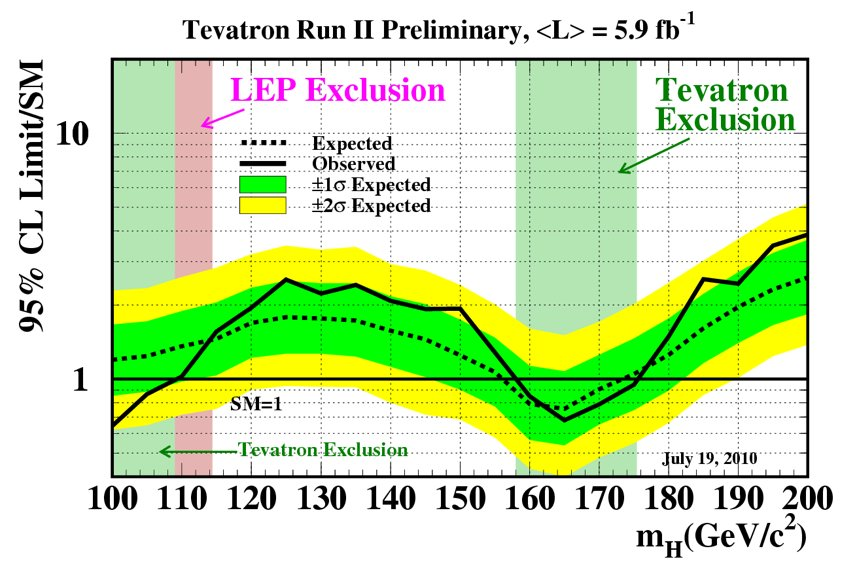 Tevatron Run II Preliminary, <L> = 5.9 fb⁻¹
95% CL Limit/SM
10
1
LEP Exclusion
Tevatron
Exclusion
Expected
Observed
±1σ Expected
±2σ Expected
SM=1
Tevatron Exclusion
July 19, 2010
100 110 120 130 140 150 160 170 180 190 200
m_H(GeV/c²)